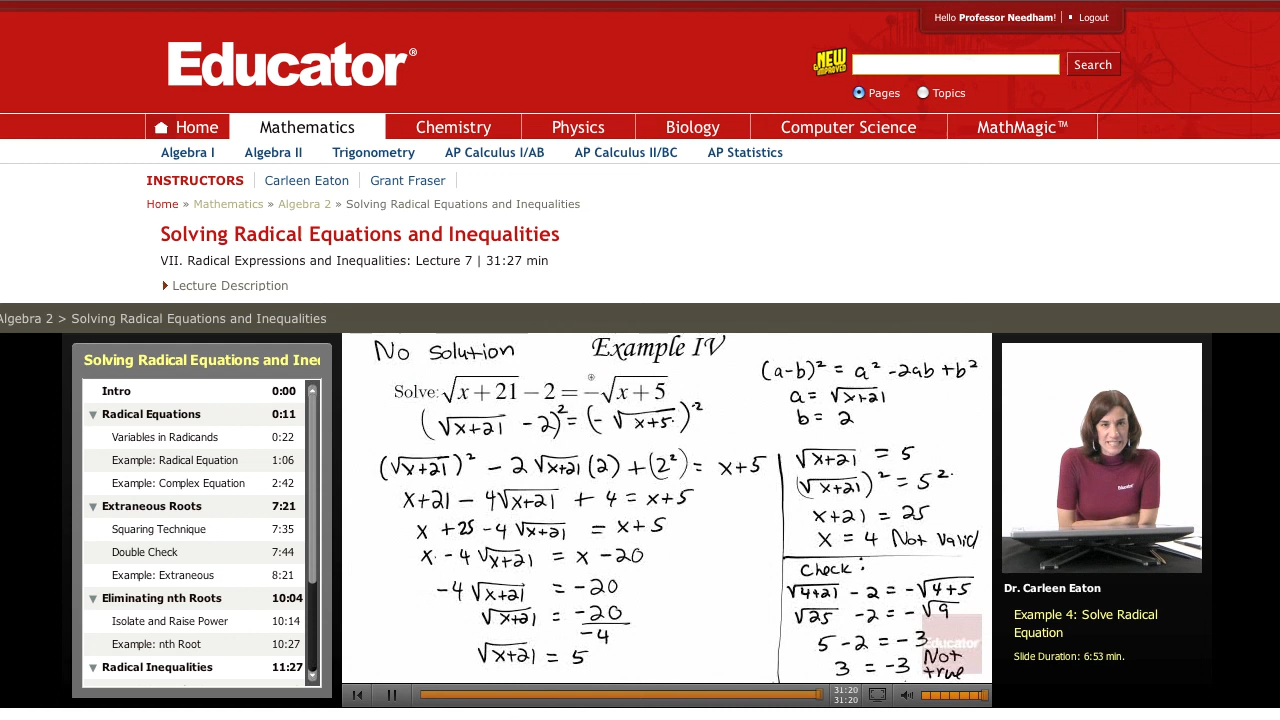 Hello Professor Needham! | ▪ Logout
Educator®
NEW & IMPROVED
Search
Pages Topics
Home Mathematics Chemistry Physics Biology Computer Science MathMagic™
Algebra I Algebra II Trigonometry AP Calculus I/AB AP Calculus II/BC AP Statistics
INSTRUCTORS Carleen Eaton Grant Fraser
Home » Mathematics » Algebra 2 » Solving Radical Equations and Inequalities
Solving Radical Equations and Inequalities
VII. Radical Expressions and Inequalities: Lecture 7 | 31:27 min
Lecture Description
Algebra 2 > Solving Radical Equations and Inequalities
Solving Radical Equations and Ine
Intro 0:00
Radical Equations 0:11
Variables in Radicands 0:22
Example: Radical Equation 1:06
Example: Complex Equation 2:42
Extraneous Roots 7:21
Squaring Technique 7:35
Double Check 7:44
Example: Extraneous 8:21
Eliminating nth Roots 10:04
Isolate and Raise Power 10:14
Example: nth Root 10:27
Radical Inequalities 11:27
No solution
Example IV
Solve: √(x + 21) − 2 = −√(x + 5)
(√(x+21) − 2)² = (−√(x+5))²
(√(x+21))² − 2√(x+21)(2) + (2²) = x+5
x+21 − 4√(x+21) + 4 = x+5
x + 25 − 4√(x+21) = x+5
x − 4√(x+21) = x − 20
−4√(x+21) = −20
√(x+21) = −20/−4
√(x+21) = 5
(a−b)² = a² − 2ab + b²
a = √(x+21)
b = 2
√(x+21) = 5
(√(x+21))² = 5²
x+21 = 25
x = 4 Not valid
Check:
√(4+21) − 2 = −√(4+5)
√25 − 2 = −√9
5 − 2 = −3
3 = −3 Not true
Educator
31:20
31:20
Educator
Dr. Carleen Eaton
Example 4: Solve Radical
Equation
Slide Duration: 6:53 min.